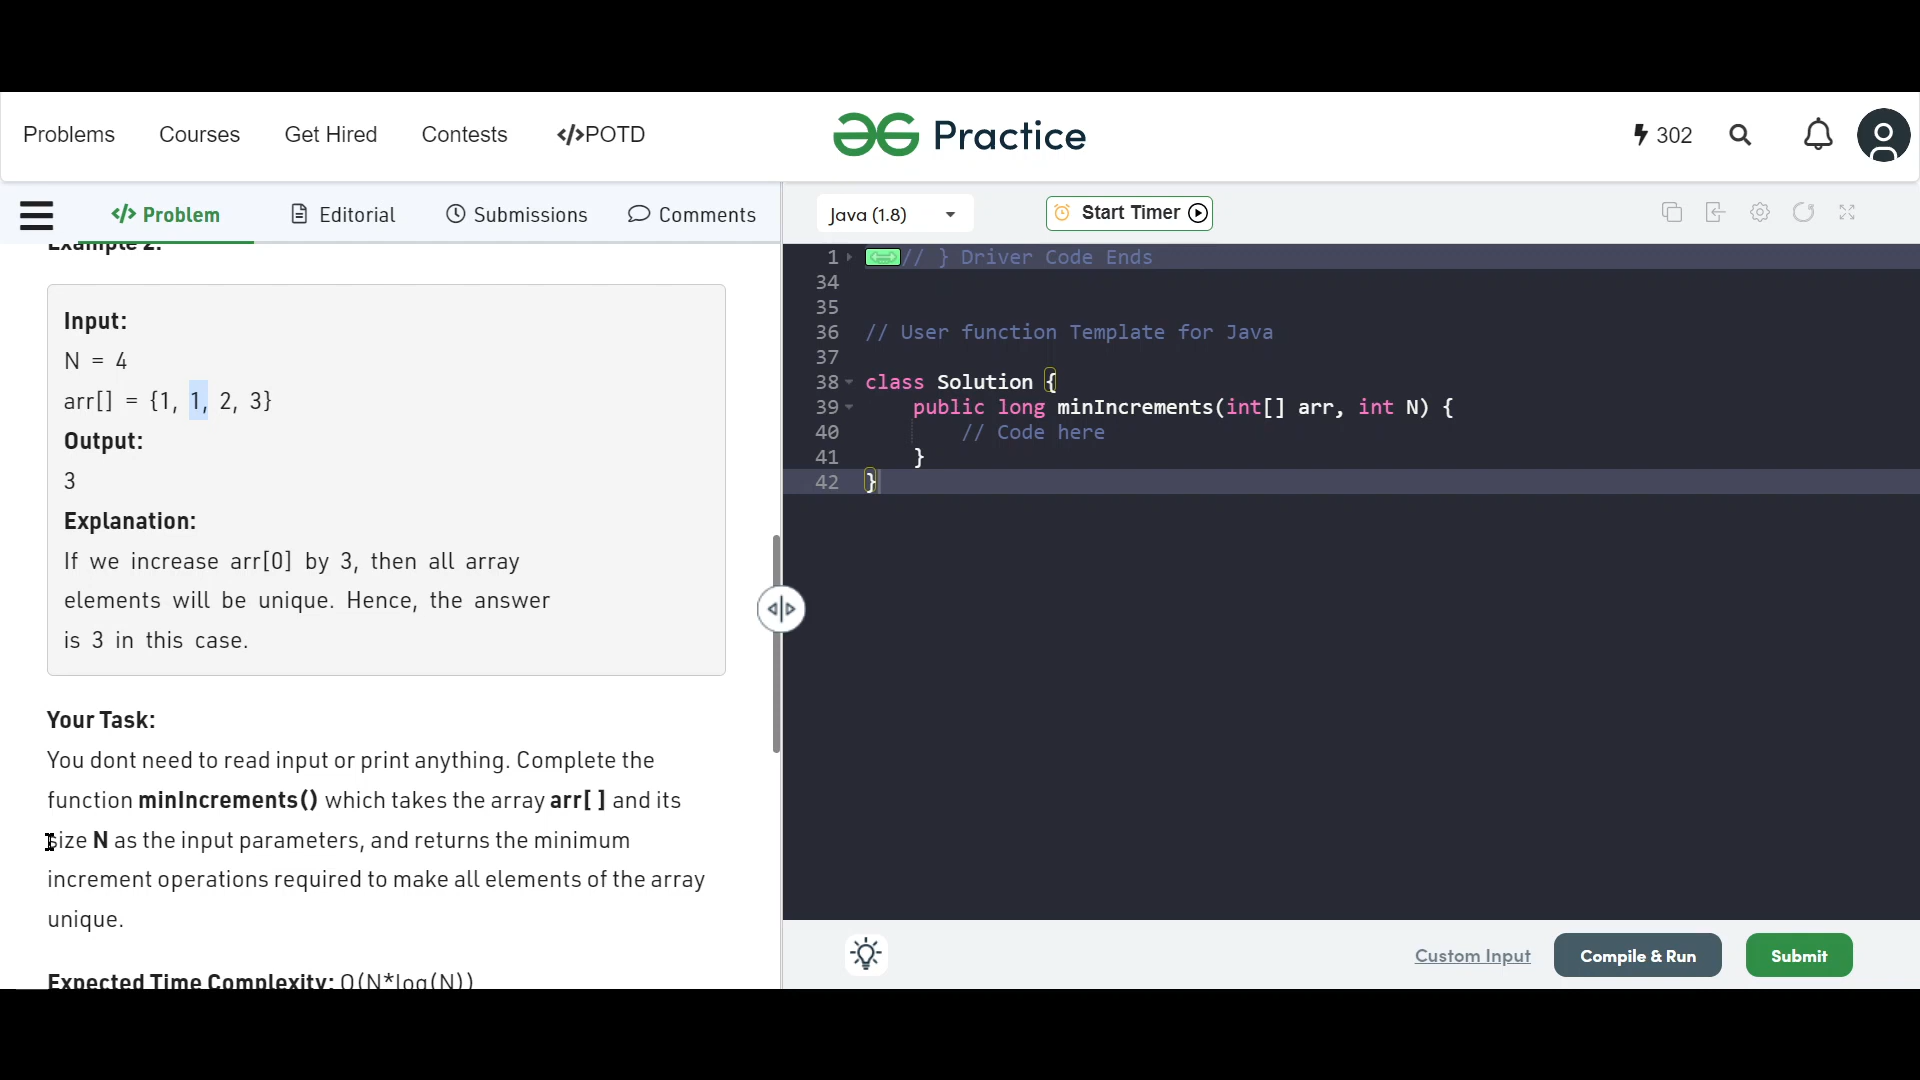 Problems Courses Get Hired Contests </>POTD
Practice
302
</> Problem Editorial Submissions Comments
Java (1.8) Start Timer
Example 2:
Input:
N = 4
arr[] = {1, 1, 2, 3}
Output:
3
Explanation:
If we increase arr[0] by 3, then all array
elements will be unique. Hence, the answer
is 3 in this case.
Your Task:
You dont need to read input or print anything. Complete the
function minIncrements() which takes the array arr[ ] and its
size N as the input parameters, and returns the minimum
increment operations required to make all elements of the array
unique.
Expected Time Complexity: O(N*log(N))
1 // } Driver Code Ends
34
35
36 // User function Template for Java
37
38 class Solution {
39 public long minIncrements(int[] arr, int N) {
40 // Code here
41 }
42 }
Custom Input Compile & Run Submit